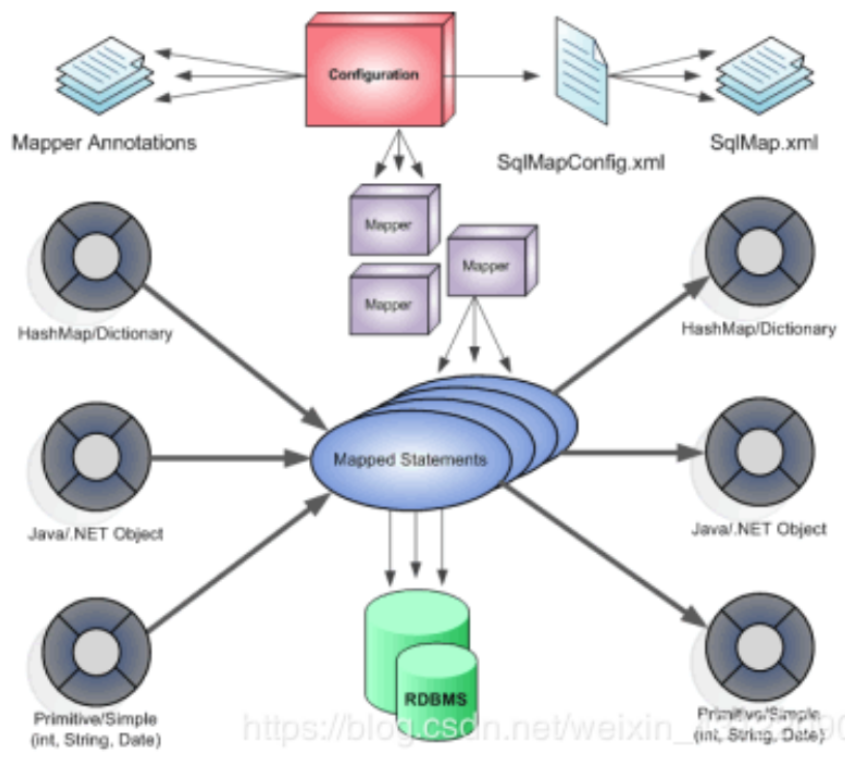 Configuration
Mapper Annotations
SqlMapConfig.xml
SqlMap.xml
Mapper
Mapper
Mapper
HashMap/Dictionary
HashMap/Dictionary
Mapped Statements
Java/.NET Object
Java/.NET Object
RDBMS
Primitive/Simple
(int, String, Date)
Primitive/Simple
(int, String, Date)
https://blog.csdn.net/weixin_